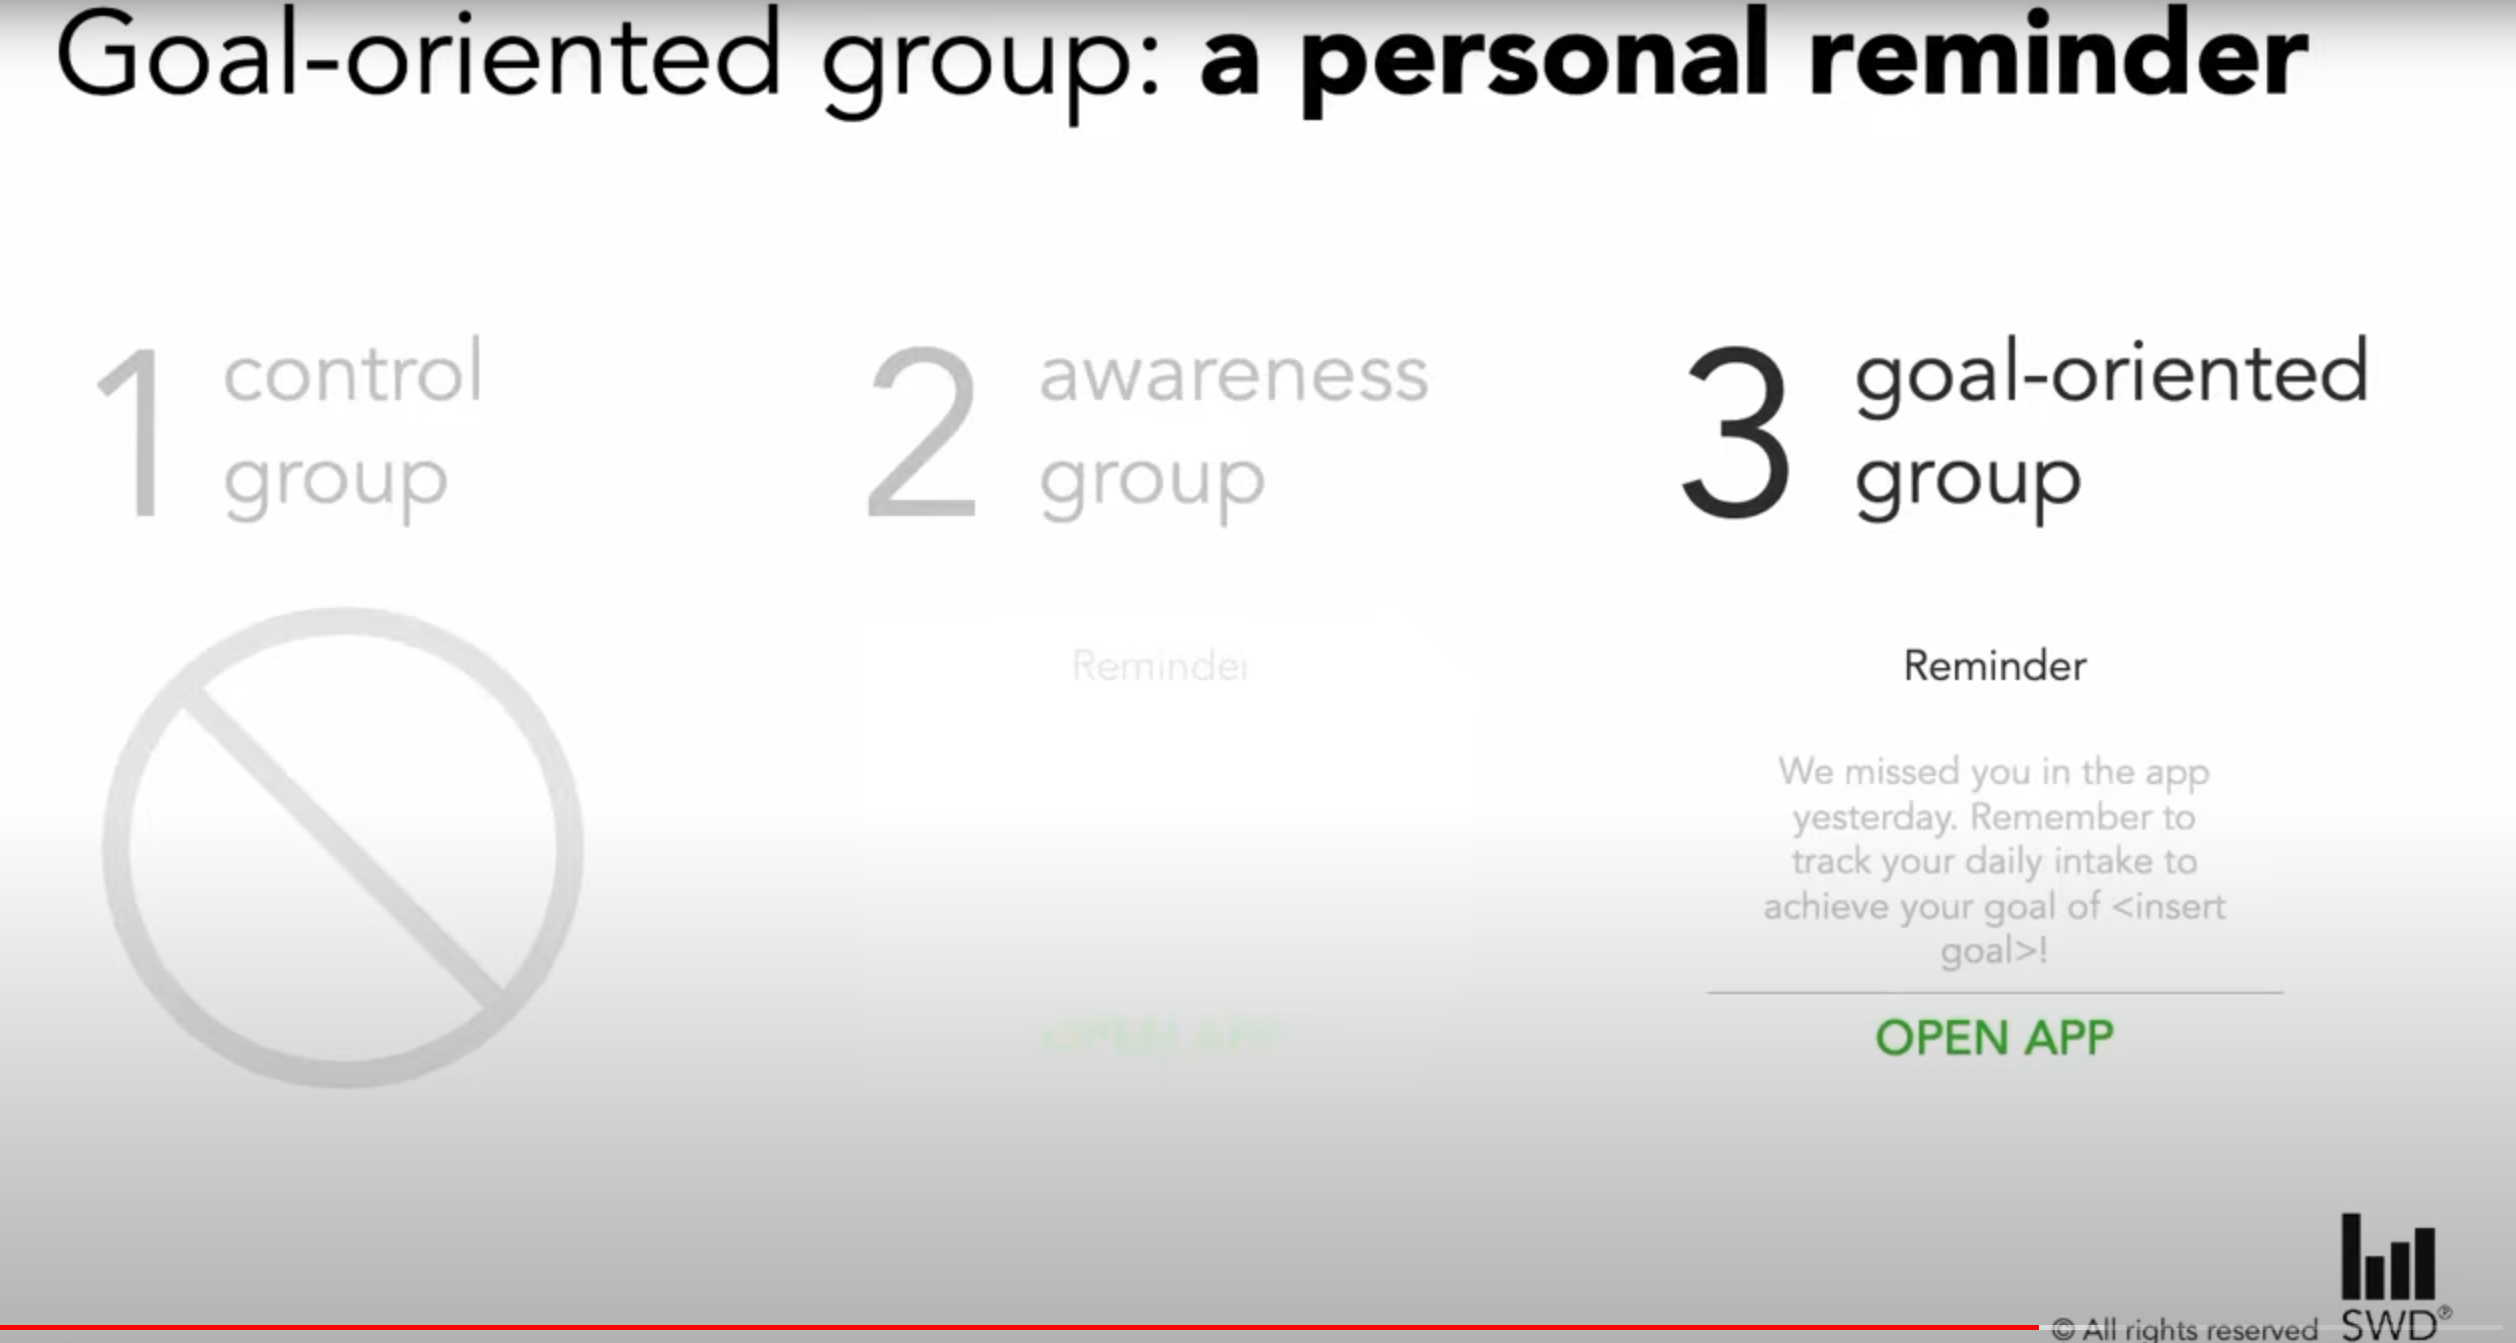 Goal-oriented group: a personal reminder
1 control group
2 awareness group
3 goal-oriented group
Reminder
Reminder
We missed you in the app
yesterday. Remember to
track your daily intake to
achieve your goal of <insert
goal>!
OPEN APP
OPEN APP
© All rights reserved
SWD®